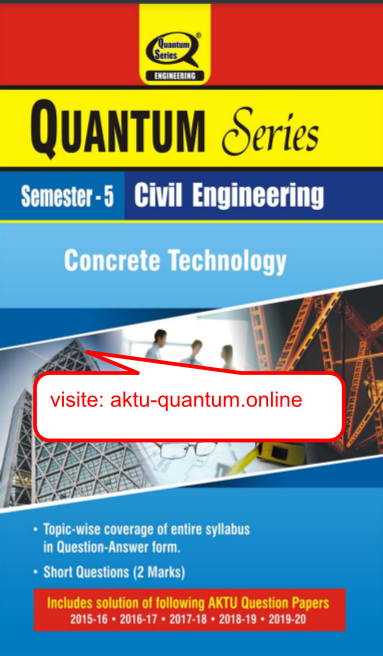 Quantum
Series
ENGINEERING
QUANTUM Series
Semester - 5 Civil Engineering
Concrete Technology
visite: aktu-quantum.online
• Topic-wise coverage of entire syllabus
in Question-Answer form.
• Short Questions (2 Marks)
Includes solution of following AKTU Question Papers
2015-16 • 2016-17 • 2017-18 • 2018-19 • 2019-20